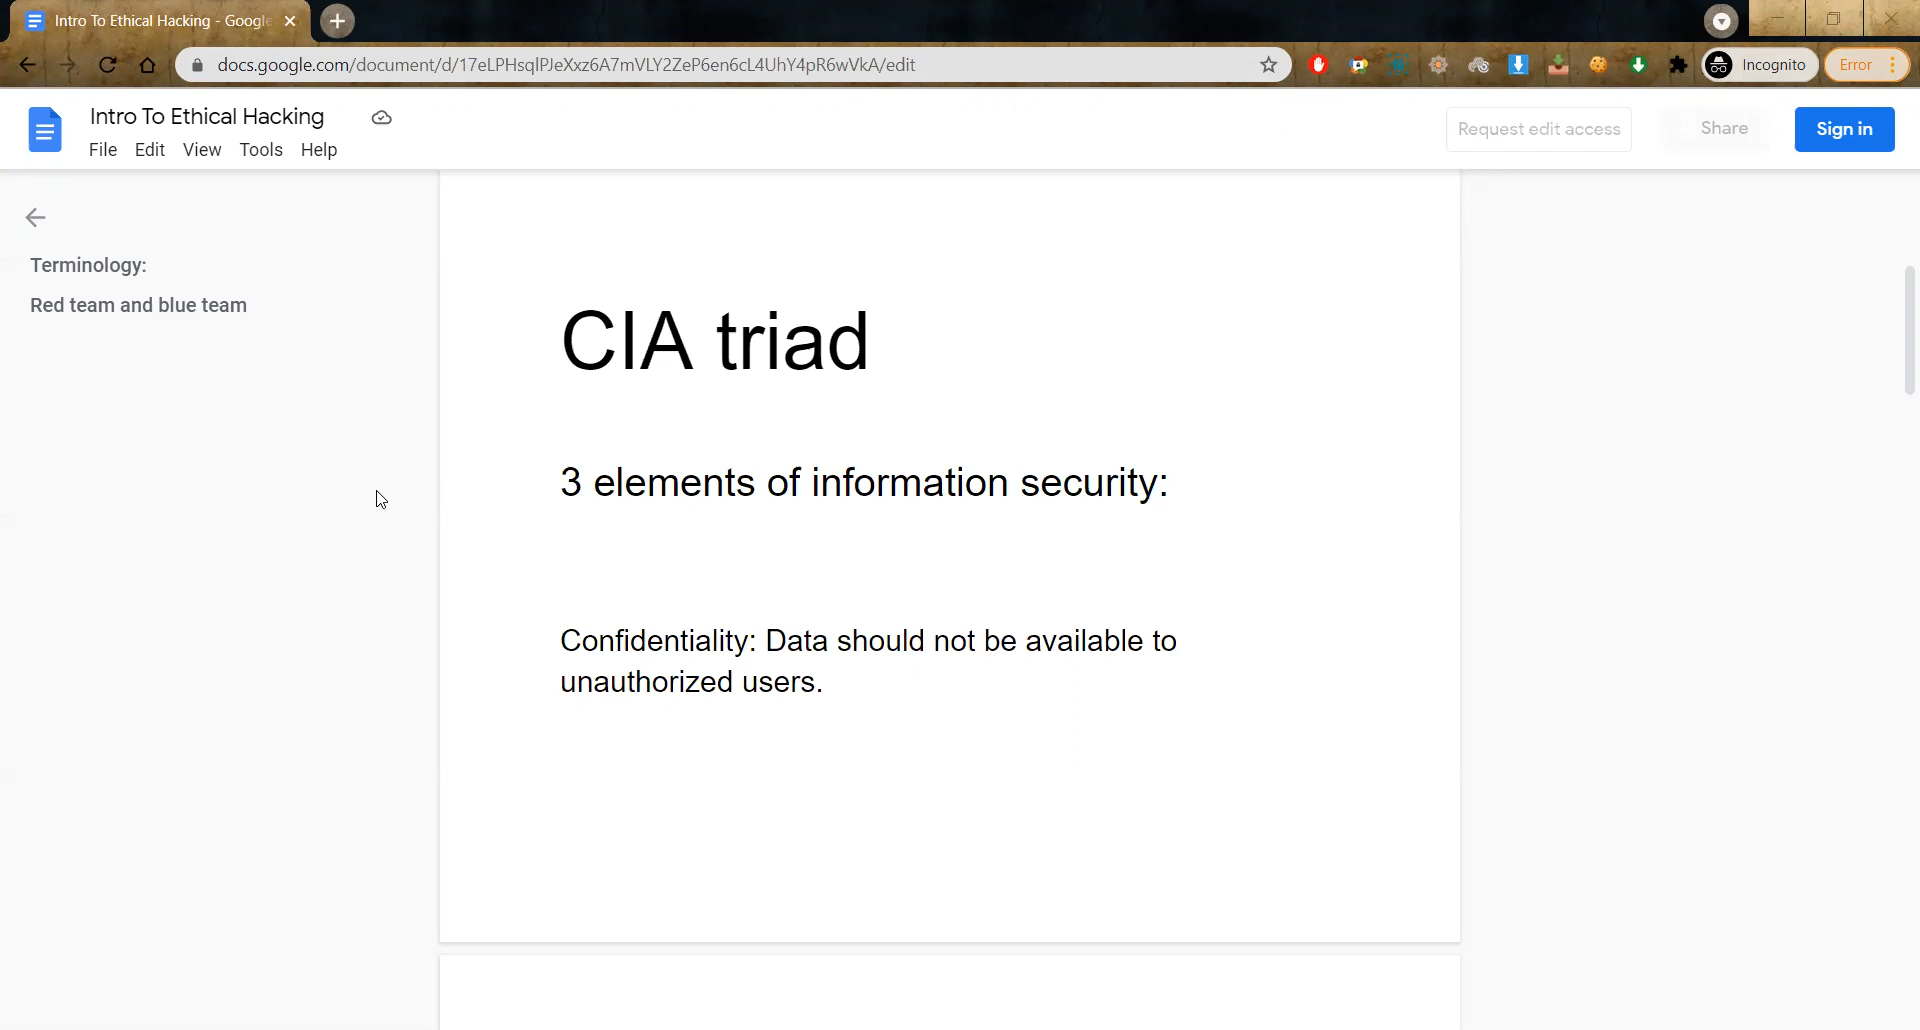 Intro To Ethical Hacking - Google
docs.google.com/document/d/17eLPHsqlPJeXxz6A7mVLY2ZeP6en6cL4UhY4pR6wVkA/edit
Incognito
Error
Intro To Ethical Hacking
File Edit View Tools Help
Request edit access
Share
Sign in
Terminology:
Red team and blue team
CIA triad
3 elements of information security:
Confidentiality: Data should not be available to
unauthorized users.